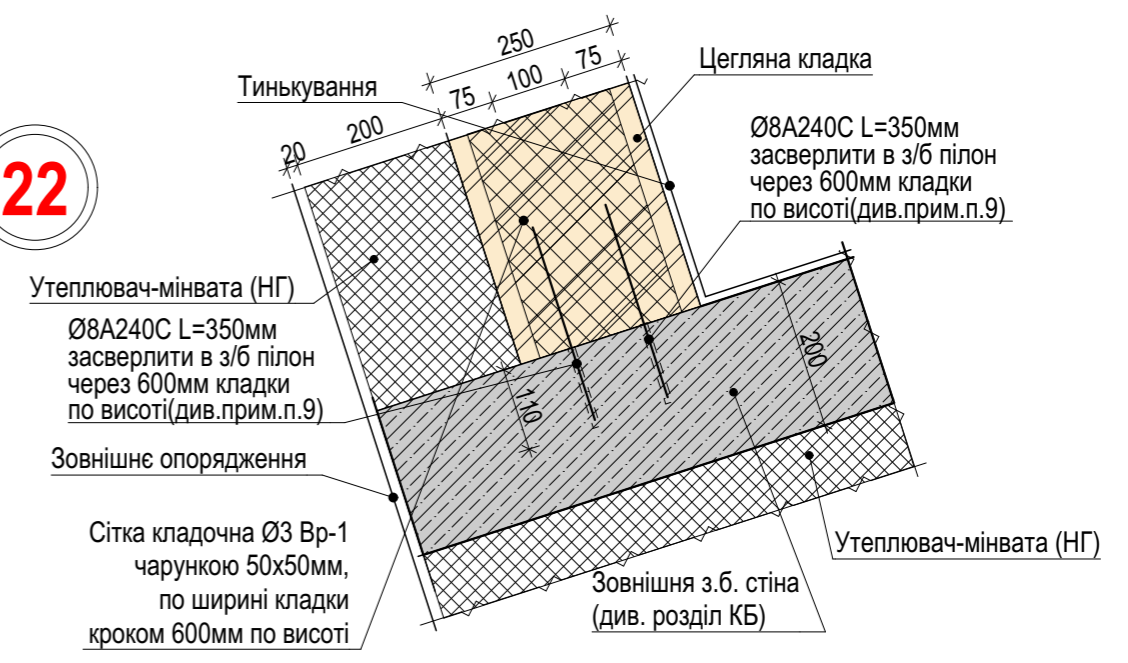 22
250
75
100
75
20
200
Тинькування
Цегляна кладка
Ø8А240С L=350мм
засверлити в з/б пілон
через 600мм кладки
по висоті(див.прим.п.9)
Утеплювач-мінвата (НГ)
Ø8А240С L=350мм
засверлити в з/б пілон
через 600мм кладки
по висоті(див.прим.п.9)
110
200
Зовнішнє опорядження
Сітка кладочна Ø3 Вр-1
чарункою 50х50мм,
по ширині кладки
кроком 600мм по висоті
Зовнішня з.б. стіна
(див. розділ КБ)
Утеплювач-мінвата (НГ)